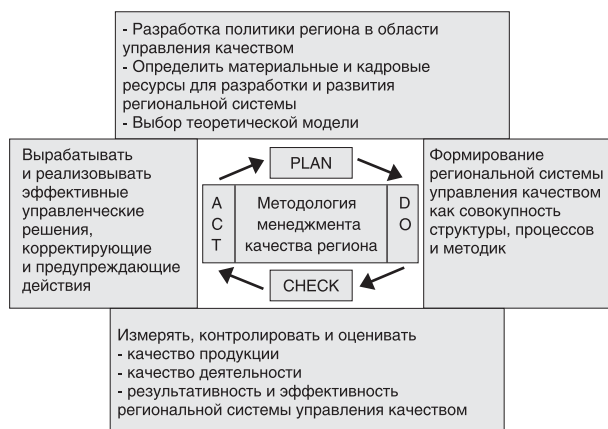 - Разработка политики региона в области
управления качеством
- Определить материальные и кадровые
ресурсы для разработки и развития
региональной системы
- Выбор теоретической модели
Вырабатывать
и реализовывать
эффективные
управленческие
решения,
корректирующие
и предупреждающие
действия
PLAN
A
C
T
Методология
менеджмента
качества региона
D
O
CHECK
Формирование
региональной системы
управления качеством
как совокупность
структуры, процессов
и методик
Измерять, контролировать и оценивать
- качество продукции
- качество деятельности
- результативность и эффективность
региональной системы управления качеством